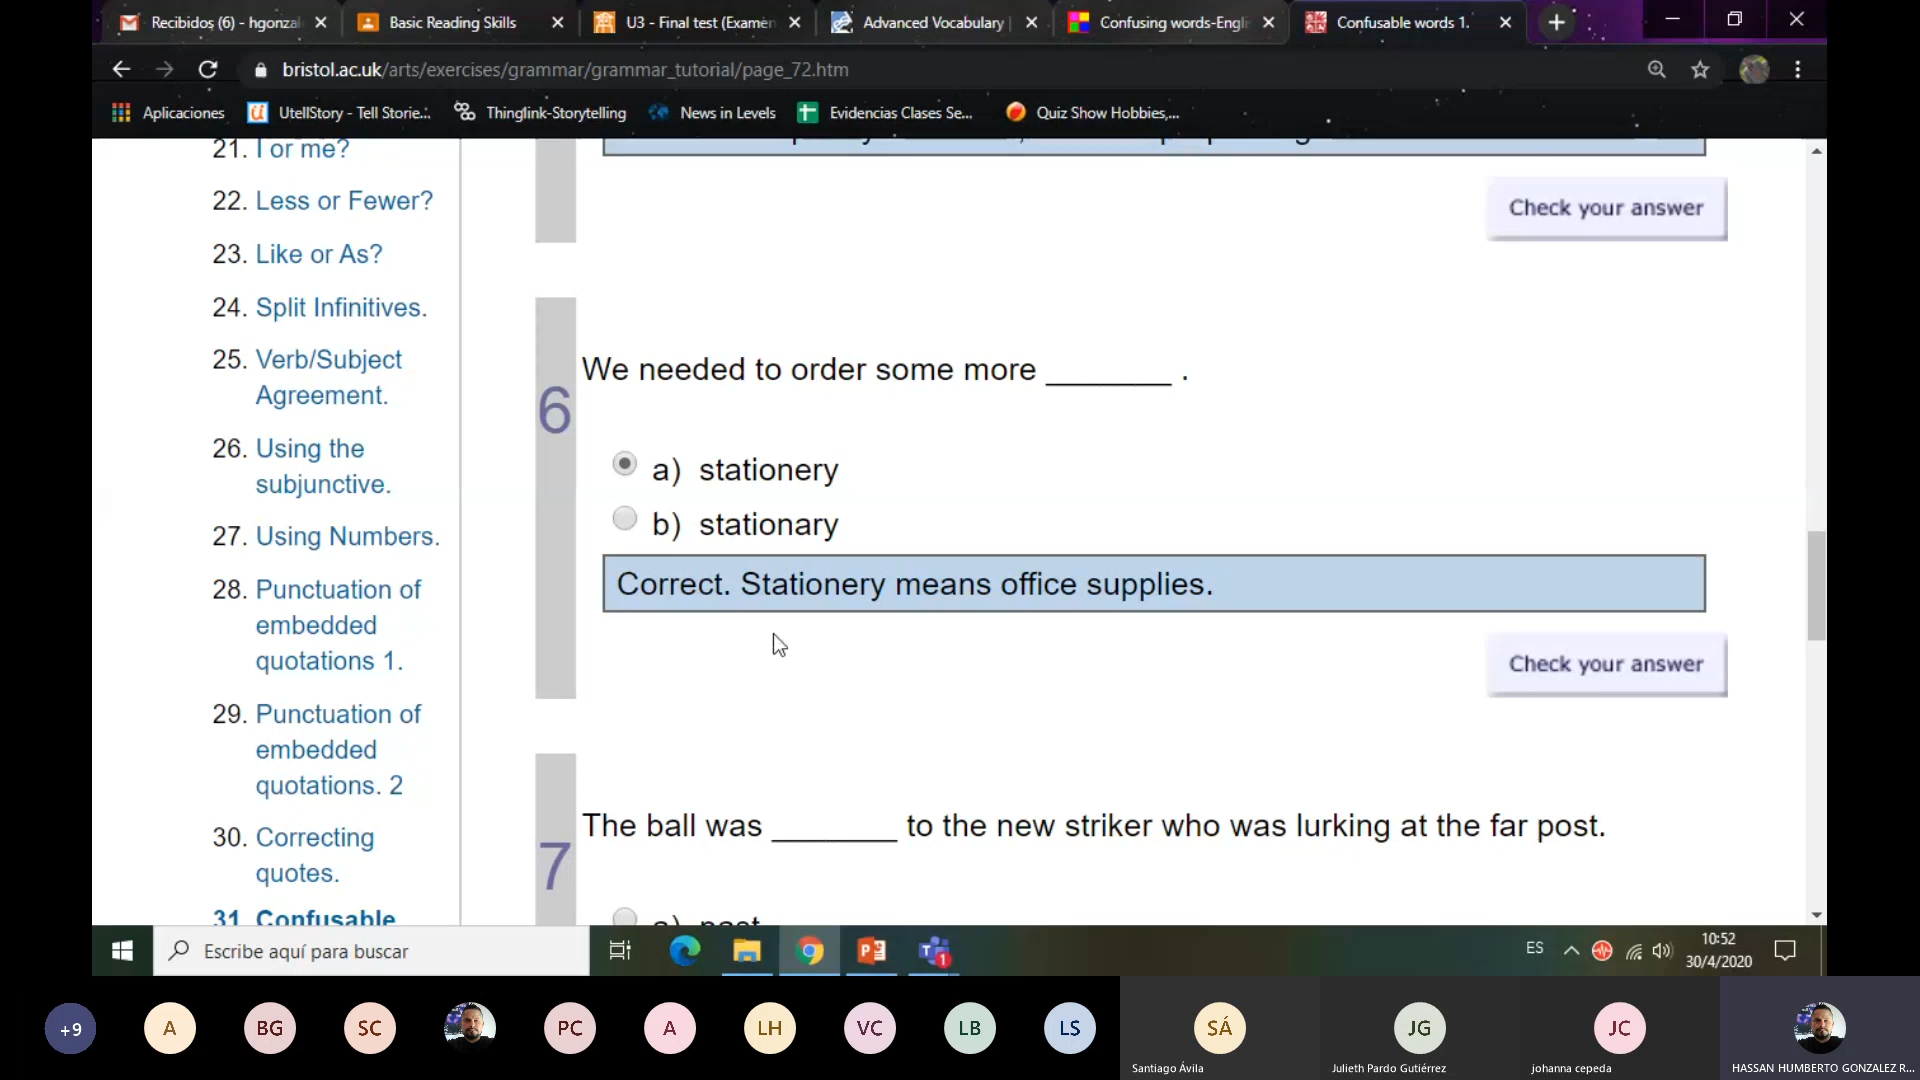 Recibidos (6) - hgonzal
Basic Reading Skills
U3 - Final test (Examen
Advanced Vocabulary |
Confusing words-Engli
Confusable words 1.
bristol.ac.uk/arts/exercises/grammar/grammar_tutorial/page_72.htm
Aplicaciones
UtellStory - Tell Storie...
Thinglink-Storytelling
News in Levels
Evidencias Clases Se...
Quiz Show Hobbies,...
21. I or me?
22. Less or Fewer?
23. Like or As?
24. Split Infinitives.
25. Verb/Subject
Agreement.
26. Using the
subjunctive.
27. Using Numbers.
28. Punctuation of
embedded
quotations 1.
29. Punctuation of
embedded
quotations. 2
30. Correcting
quotes.
31. Confusable
Check your answer
6
We needed to order some more _______ .
a) stationery
b) stationary
Correct. Stationery means office supplies.
Check your answer
7
The ball was _______ to the new striker who was lurking at the far post.
a) past
Escribe aquí para buscar
1
ES
10:52
30/4/2020
+9
A
BG
SC
PC
A
LH
VC
LB
LS
SÁ
JG
JC
Santiago Ávila
Julieth Pardo Gutiérrez
johanna cepeda
HASSAN HUMBERTO GONZALEZ R...